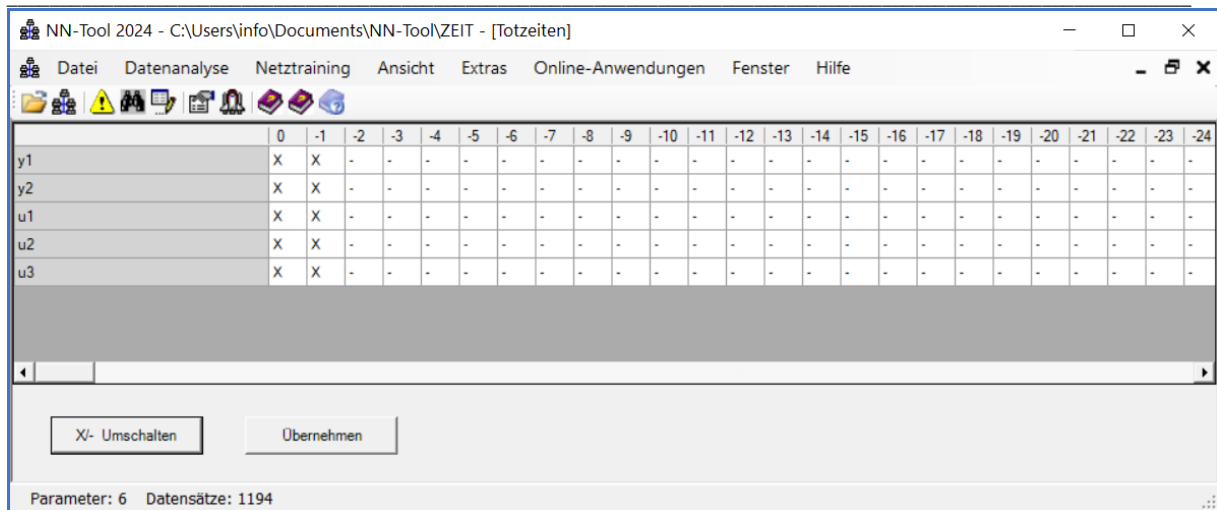 NN-Tool 2024 - C:\Users\info\Documents\NN-Tool\ZEIT - [Totzeiten]
Datei Datenanalyse Netztraining Ansicht Extras Online-Anwendungen Fenster Hilfe
0 -1 -2 -3 -4 -5 -6 -7 -8 -9 -10 -11 -12 -13 -14 -15 -16 -17 -18 -19 -20 -21 -22 -23 -24
y1 X X - - - - - - - - - - - - - - - - - - - - - - -
y2 X X - - - - - - - - - - - - - - - - - - - - - - -
u1 X X - - - - - - - - - - - - - - - - - - - - - - -
u2 X X - - - - - - - - - - - - - - - - - - - - - - -
u3 X X - - - - - - - - - - - - - - - - - - - - - - -
X/- Umschalten Übernehmen
Parameter: 6 Datensätze: 1194